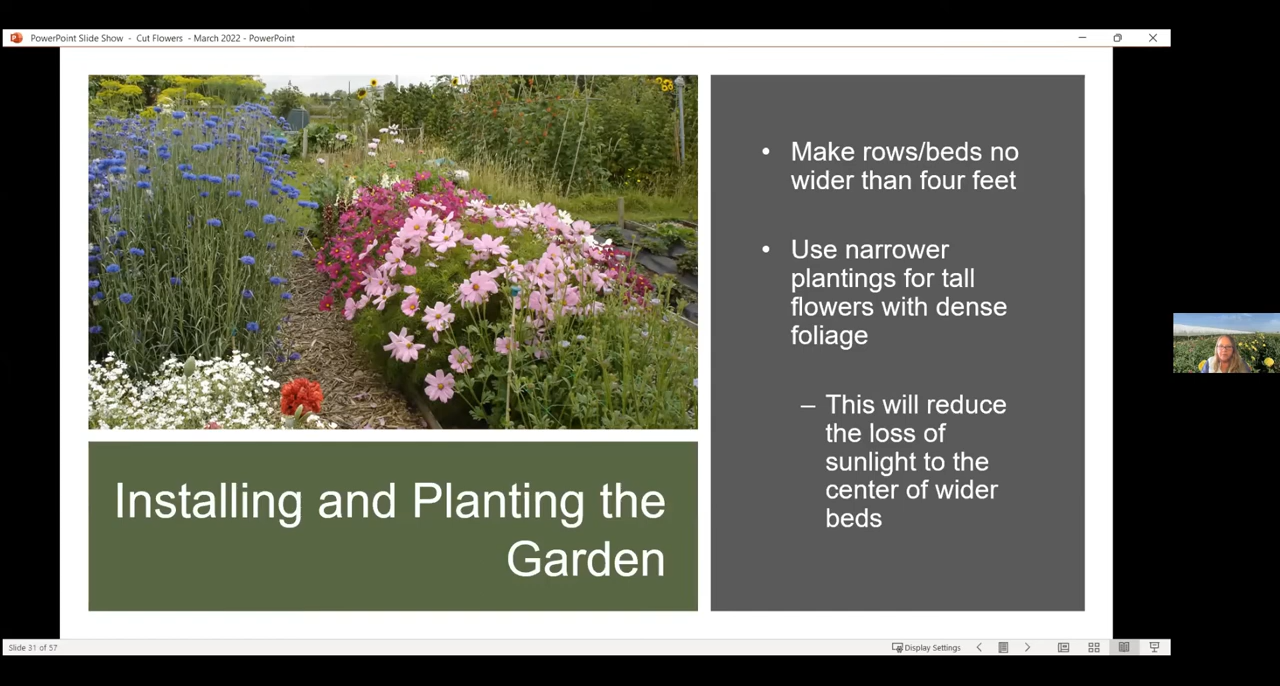 PowerPoint Slide Show - Cut Flowers - March 2022 - PowerPoint
Installing and Planting the
Garden
• Make rows/beds no
wider than four feet
• Use narrower
plantings for tall
flowers with dense
foliage
– This will reduce
the loss of
sunlight to the
center of wider
beds
Slide 31 of 57
Display Settings